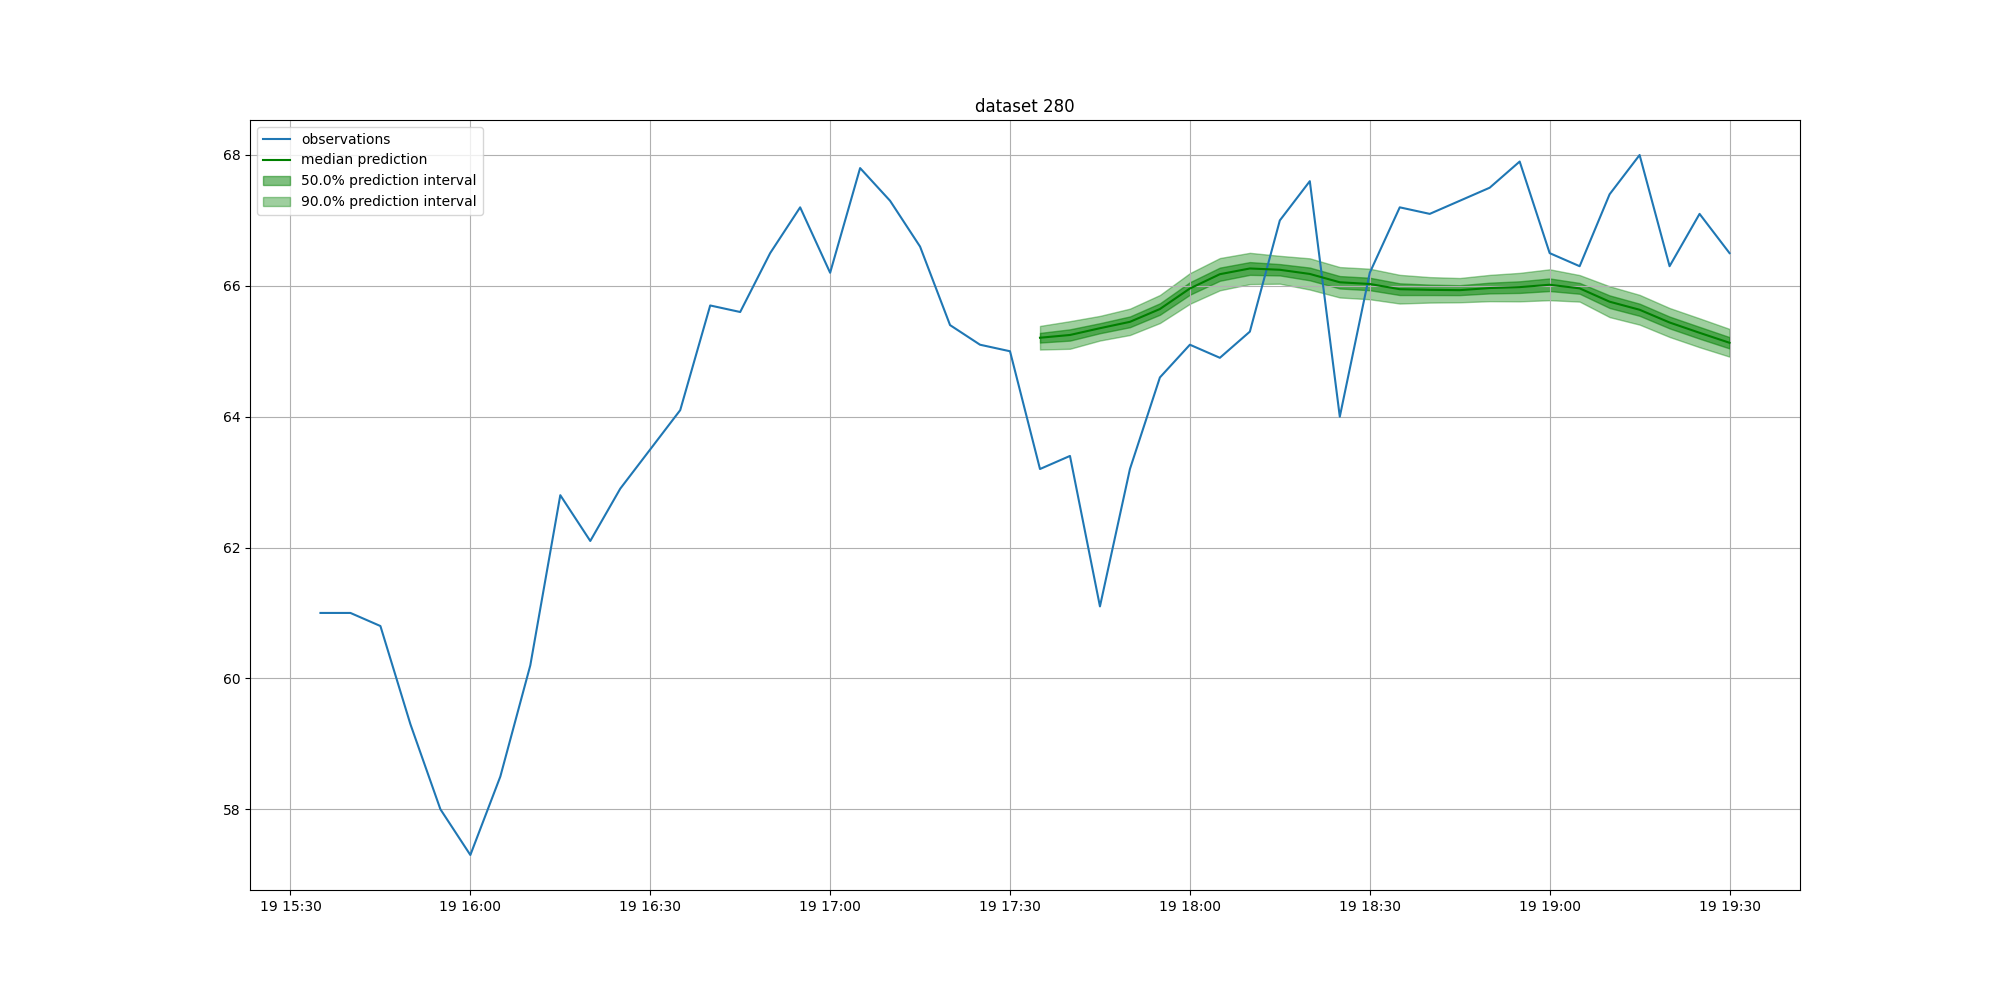 dataset 280
observations
median prediction
50.0% prediction interval
90.0% prediction interval
68
66
64
62
60
58
19 15:30 19 16:00 19 16:30 19 17:00 19 17:30 19 18:00 19 18:30 19 19:00 19 19:30